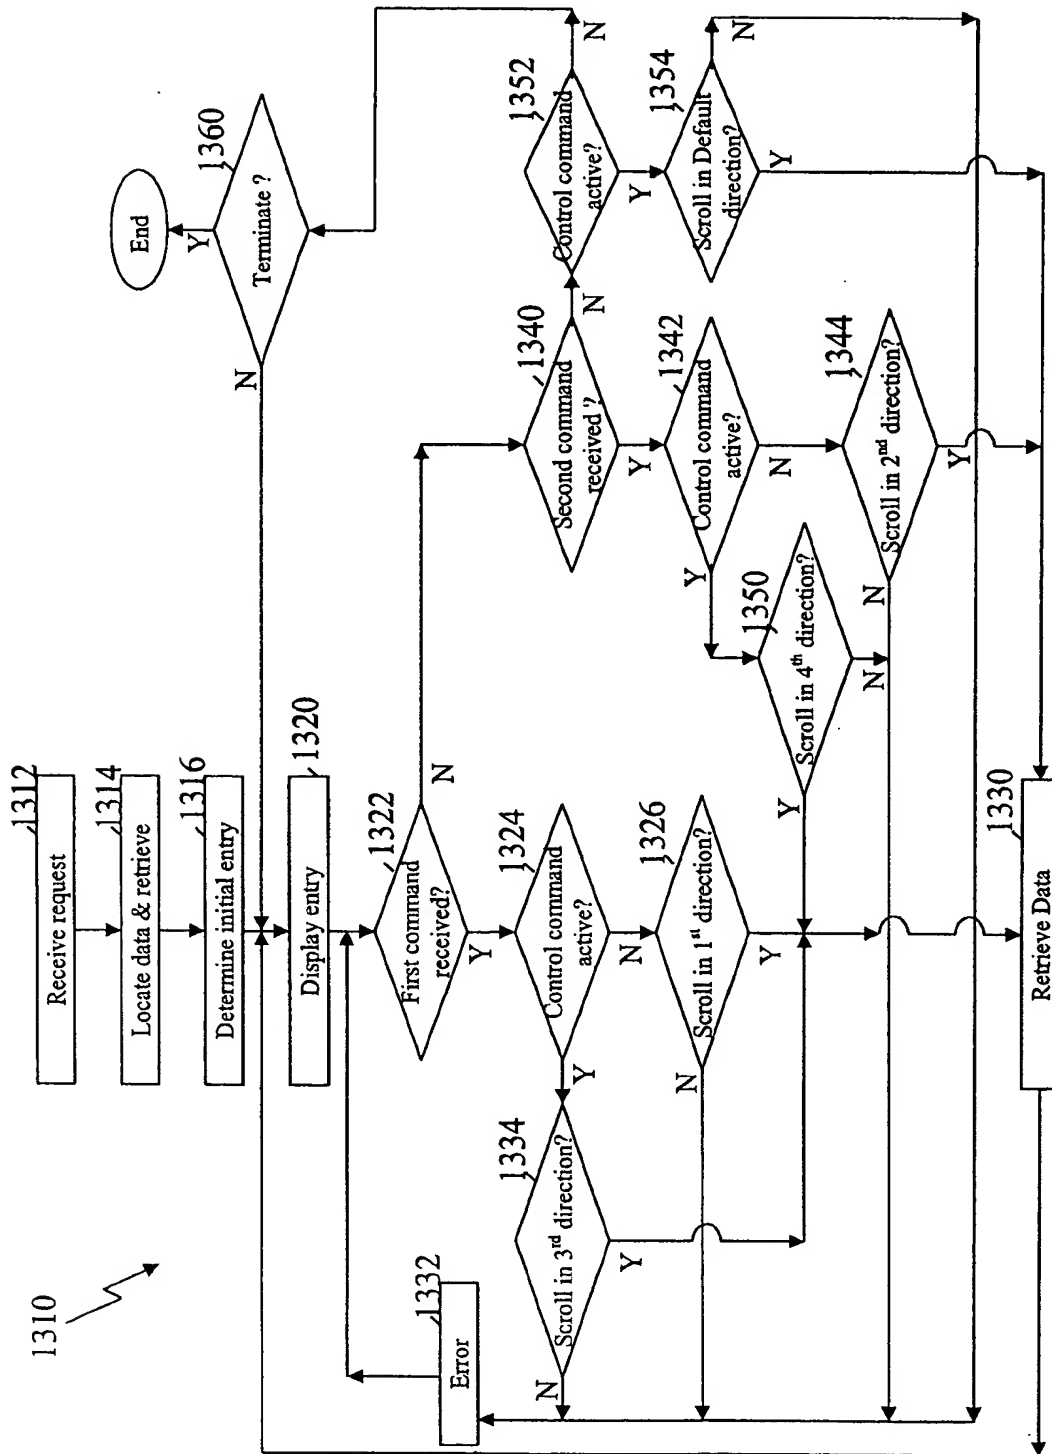 1310
1312
Receive request
1314
Locate data & retrieve
1316
Determine initial entry
1320
Display entry
1322
First command
received?
Y
N
1324
Control command
active?
Y
N
1326
Scroll in 1st direction?
N
Y
1334
Scroll in 3rd direction?
N
Y
1332
Error
1330
Retrieve Data
1340
Second command
received ?
Y
N
1342
Control command
active?
Y
N
1344
Scroll in 2nd direction?
N
Y
1350
Scroll in 4th direction?
Y
N
1352
Control command
active?
Y
N
1354
Scroll in Default
direction?
Y
N
1360
Terminate ?
Y
N
End